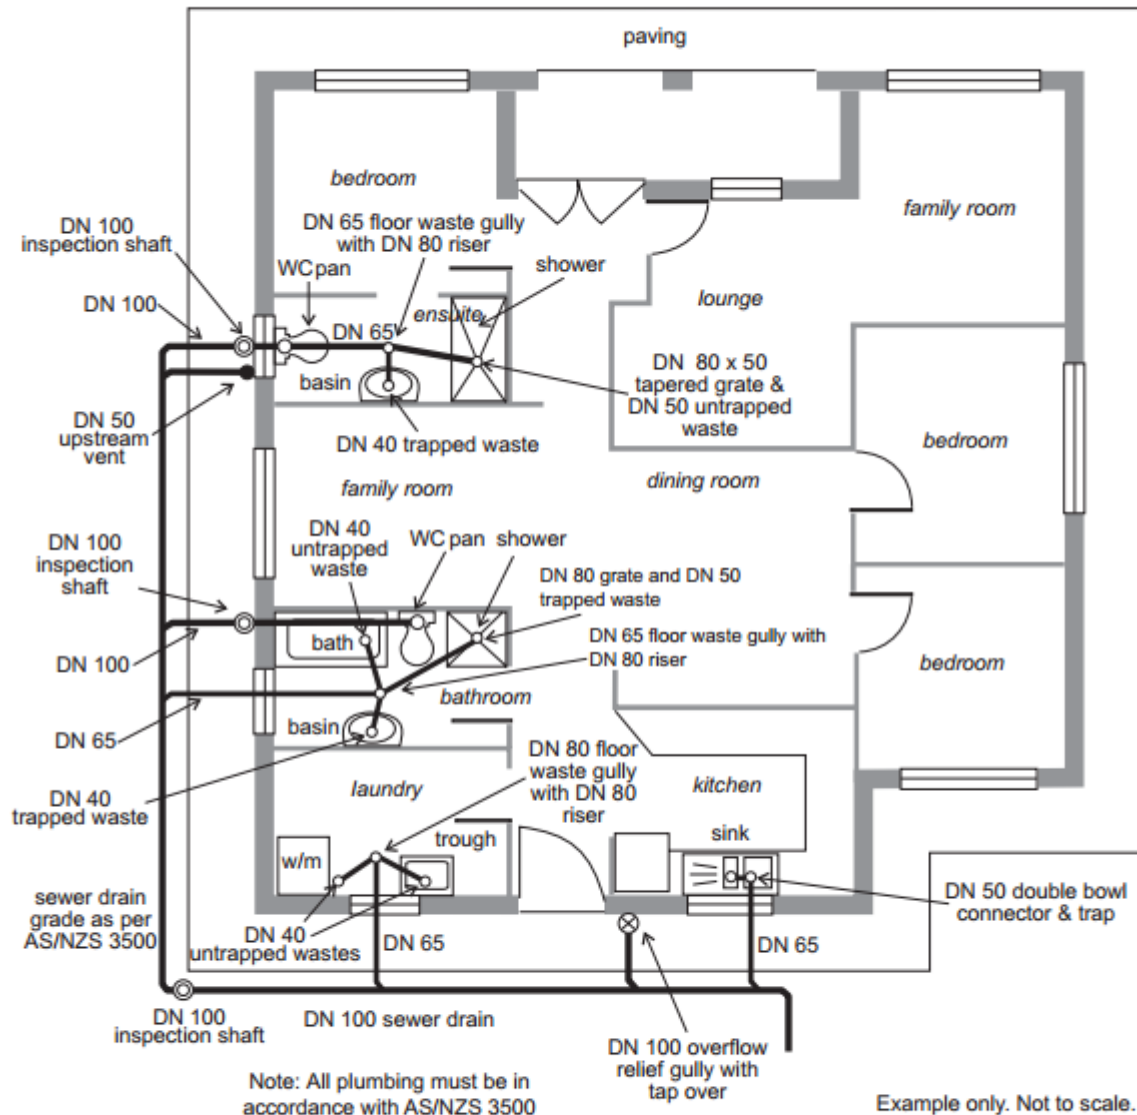 paving
bedroom
family room
DN 100
inspection shaft
DN 65 floor waste gully
with DN 80 riser
WC pan
shower
DN 100
lounge
ensuite
DN 65
basin
DN 80 x 50
tapered grate &
DN 50 untrapped
waste
DN 50
upstream
vent
DN 40 trapped waste
bedroom
family room
dining room
DN 40
untrapped
waste
WC pan
shower
DN 100
inspection
shaft
DN 80 grate and DN 50
trapped waste
bath
DN 65 floor waste gully with
DN 80 riser
DN 100
bedroom
bathroom
basin
DN 65
DN 80 floor
waste gully
with DN 80
riser
laundry
kitchen
DN 40
trapped waste
trough
sink
w/m
sewer drain
grade as per
AS/NZS 3500
DN 50 double bowl
connector & trap
DN 40
untrapped wastes
DN 65
DN 65
DN 100
inspection shaft
DN 100 sewer drain
DN 100 overflow
relief gully with
tap over
Note: All plumbing must be in
accordance with AS/NZS 3500
Example only. Not to scale.